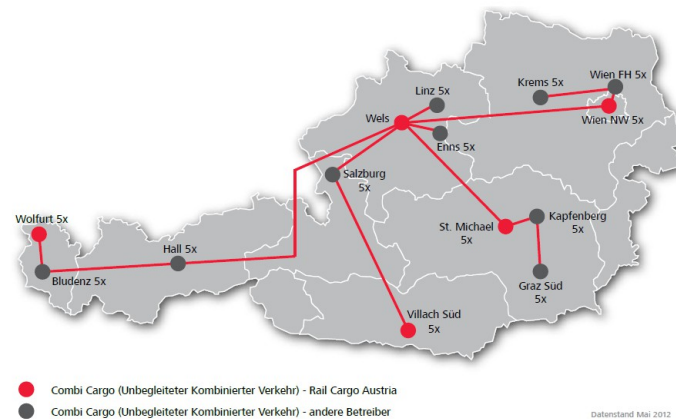 Linz 5x
Krems 5x
Wien FH 5x
Wels
Wien NW 5x
Enns 5x
Salzburg
5x
Wolfurt 5x
St. Michael
5x
Kapfenberg
5x
Hall 5x
Bludenz 5x
Graz Süd
5x
Villach Süd
5x
Combi Cargo (Unbegleiteter Kombinierter Verkehr) - Rail Cargo Austria
Combi Cargo (Unbegleiteter Kombinierter Verkehr) - andere Betreiber
Datenstand Mai 2012